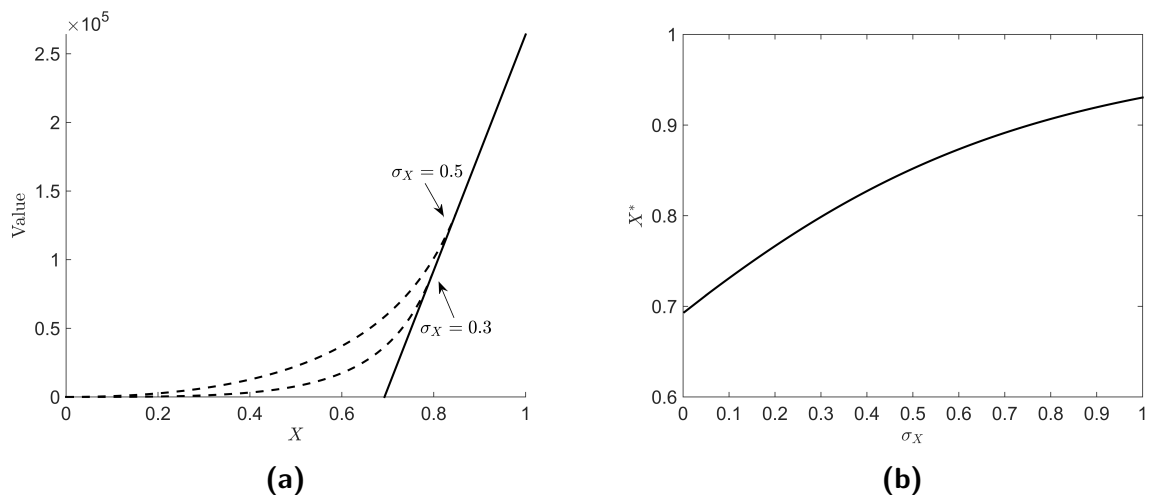 ×10⁵
2.5
2
1.5
1
0.5
0
Value
σ_X = 0.5
σ_X = 0.3
0 0.2 0.4 0.6 0.8 1
X
(a)
1
0.9
0.8
0.7
0.6
X*
0 0.1 0.2 0.3 0.4 0.5 0.6 0.7 0.8 0.9 1
σ_X
(b)